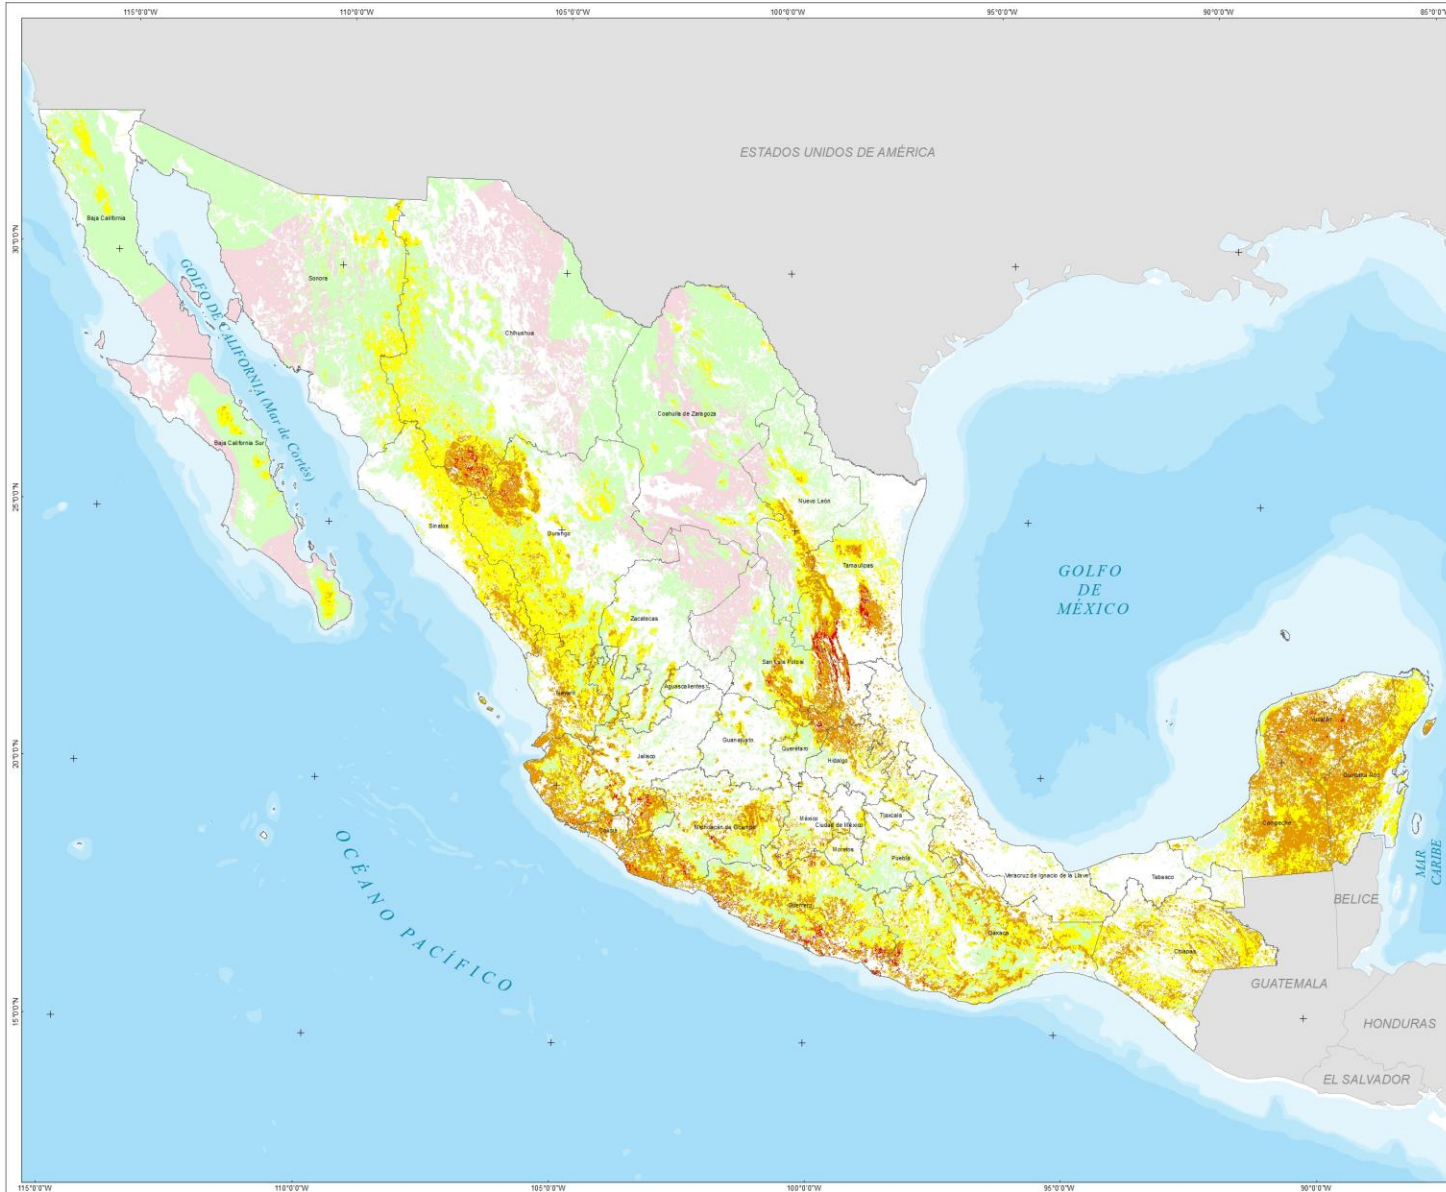 115°0'0"W
110°0'0"W
105°0'0"W
100°0'0"W
95°0'0"W
90°0'0"W
85°0'0"W
ESTADOS UNIDOS DE AMÉRICA
30°0'0"N
Baja California
GOLFO DE CALIFORNIA (Mar de Cortés)
Sonora
Chihuahua
Coahuila de Zaragoza
Baja California Sur
25°0'0"N
Nuevo León
Sinaloa
Durango
Tamaulipas
GOLFO
DE
MÉXICO
Zacatecas
San Luis Potosí
Aguascalientes
Nayarit
Yucatán
Guanajuato
Querétaro
Jalisco
Hidalgo
20°0'0"N
Quintana Roo
México
Tlaxcala
Ciudad de México
Michoacán de Ocampo
Colima
Campeche
Morelos
Puebla
OCÉANO PACÍFICO
Veracruz de Ignacio de la Llave
Tabasco
MAR
CARIBE
BELICE
Guerrero
Oaxaca
Chiapas
GUATEMALA
15°0'0"N
HONDURAS
EL SALVADOR
115°0'0"W
110°0'0"W
105°0'0"W
100°0'0"W
95°0'0"W
90°0'0"W